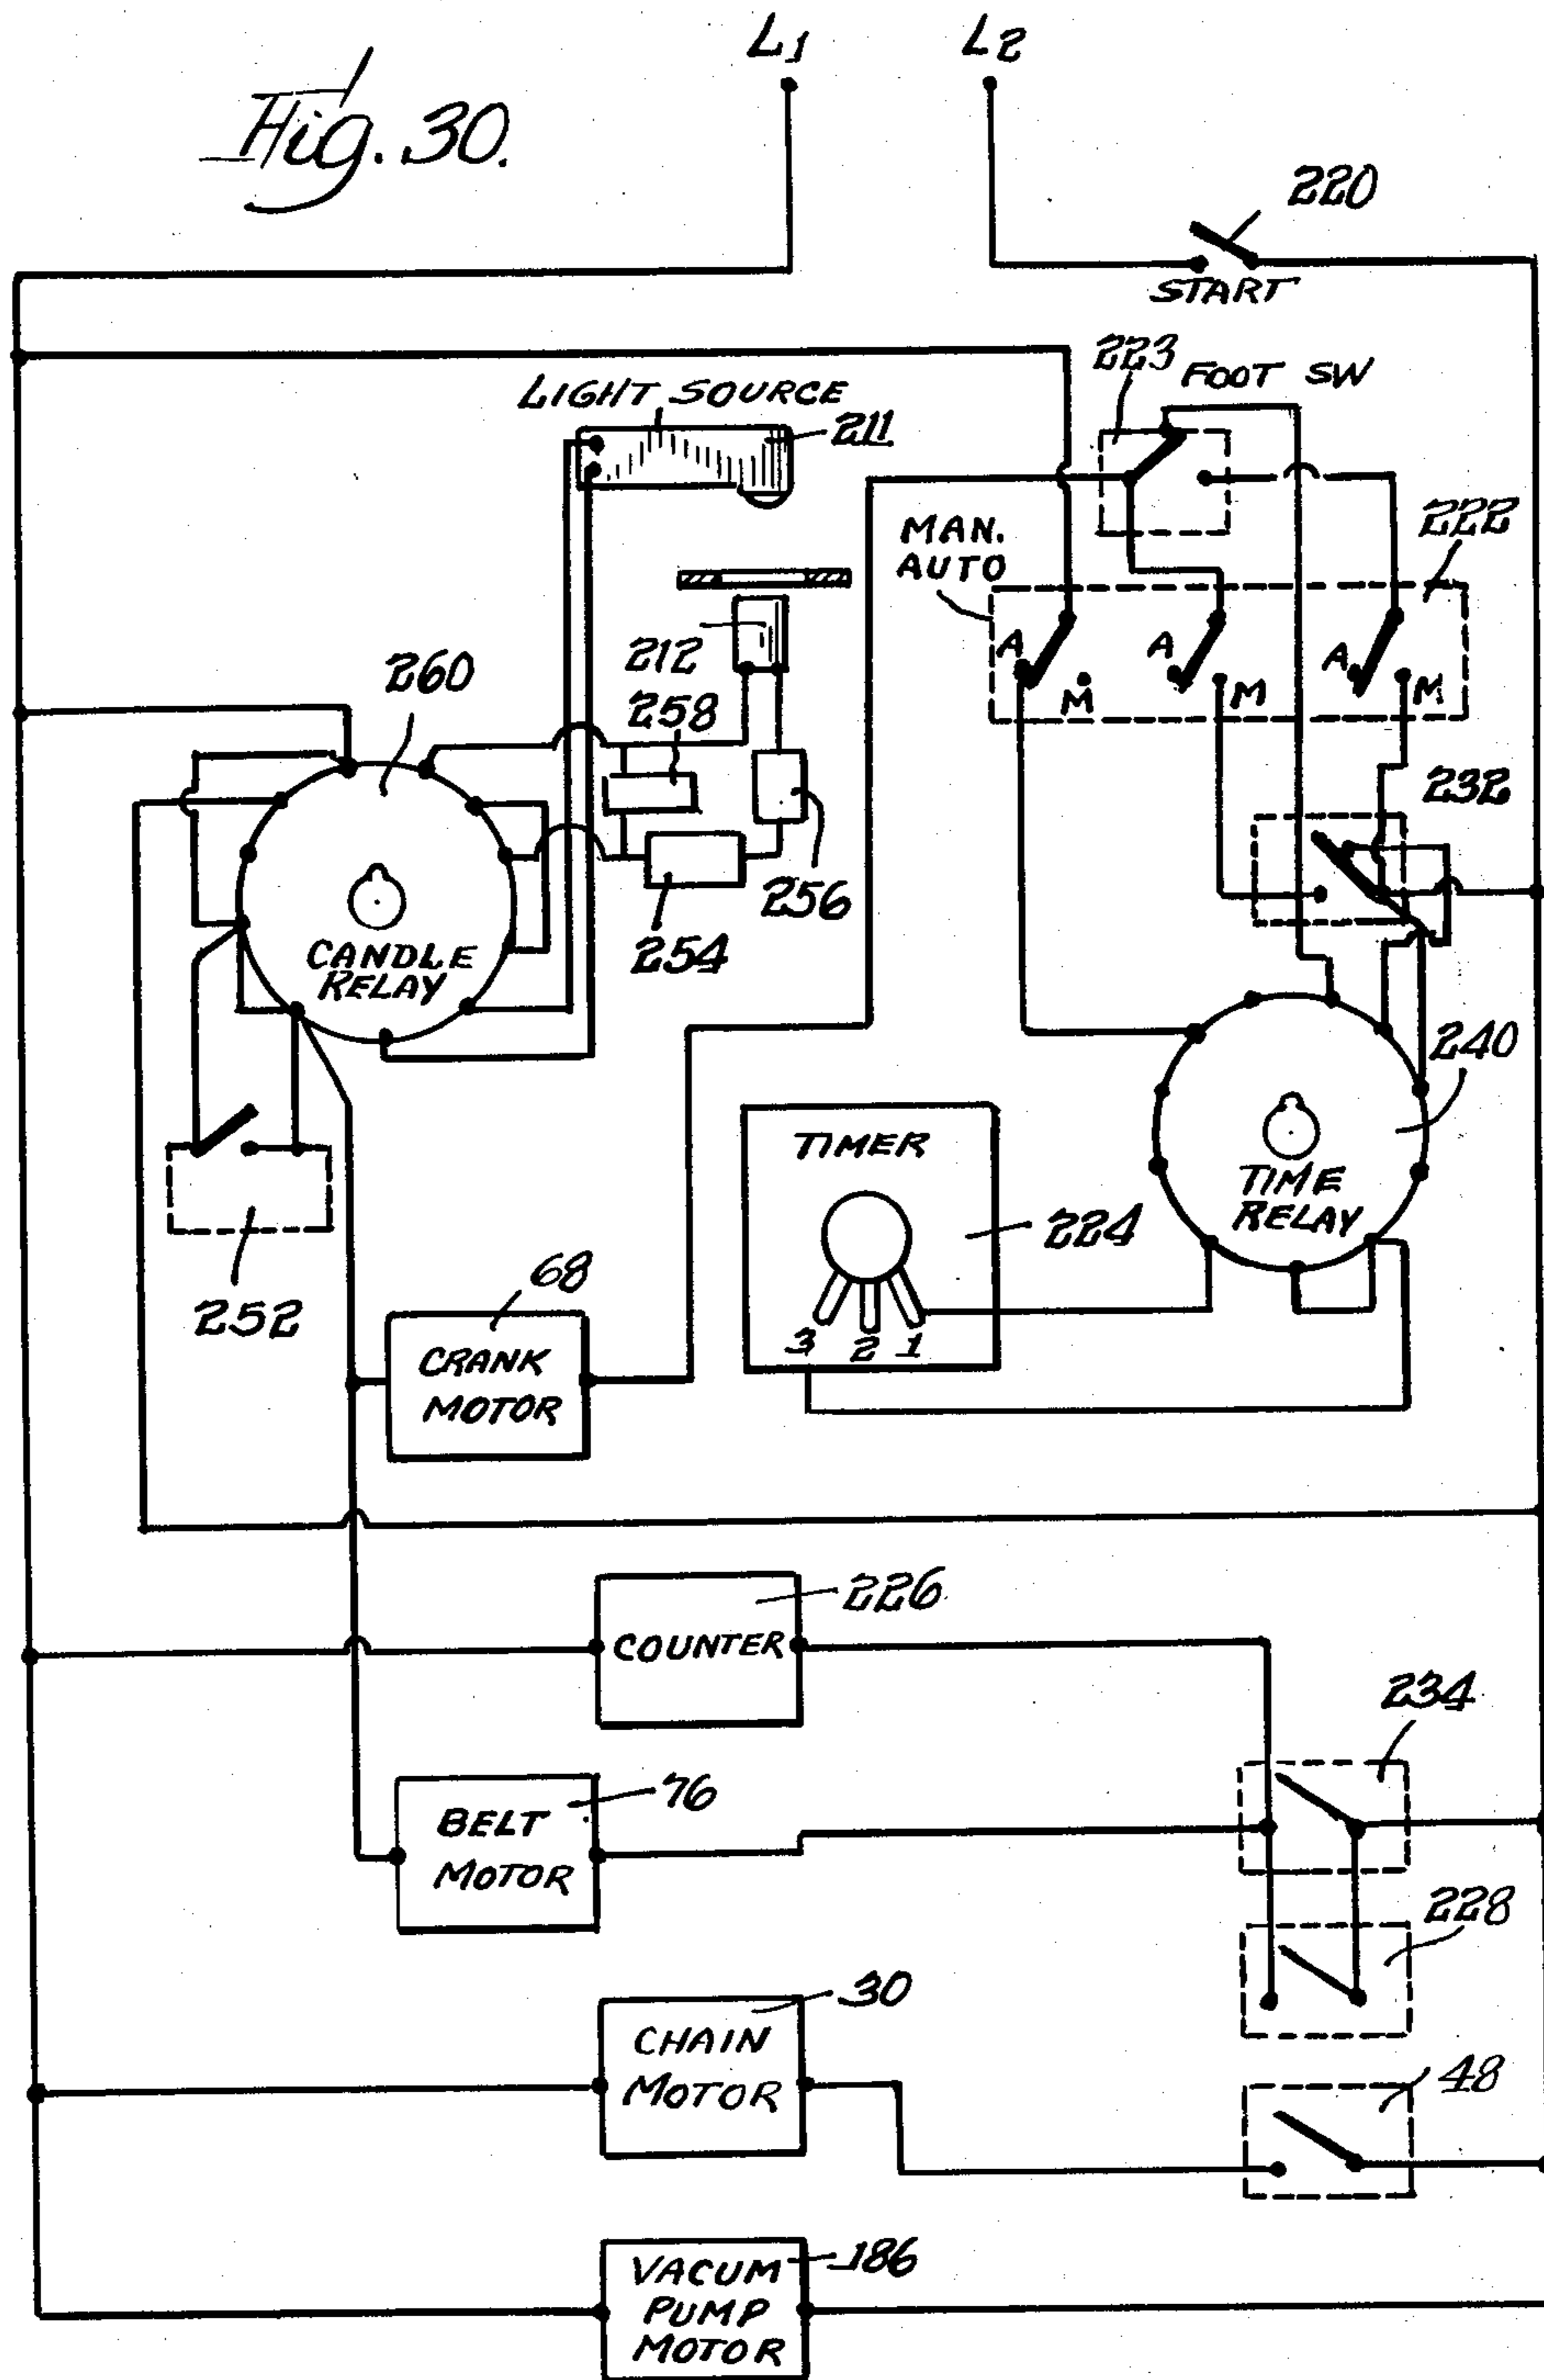 Fig. 30.
L1
L2
220
START
223
FOOT SW
LIGHT SOURCE
211
MAN.
AUTO
222
A
M
A
M
A
M
212
260
258
232
256
254
CANDLE
RELAY
240
TIMER
TIME
RELAY
224
252
68
3 2 1
CRANK
MOTOR
226
COUNTER
234
76
BELT
MOTOR
228
30
CHAIN
MOTOR
48
VACUM
PUMP
MOTOR
186